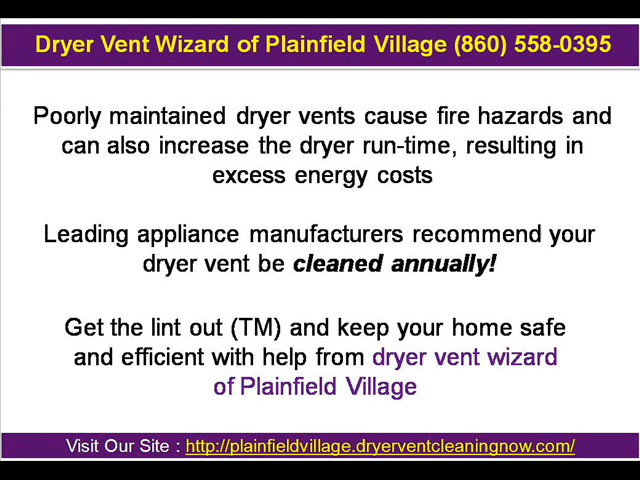 Dryer Vent Wizard of Plainfield Village (860) 558-0395
Poorly maintained dryer vents cause fire hazards and
can also increase the dryer run-time, resulting in
excess energy costs
Leading appliance manufacturers recommend your
dryer vent be cleaned annually!
Get the lint out (TM) and keep your home safe
and efficient with help from dryer vent wizard
of Plainfield Village
Visit Our Site : http://plainfieldvillage.dryerventcleaningnow.com/